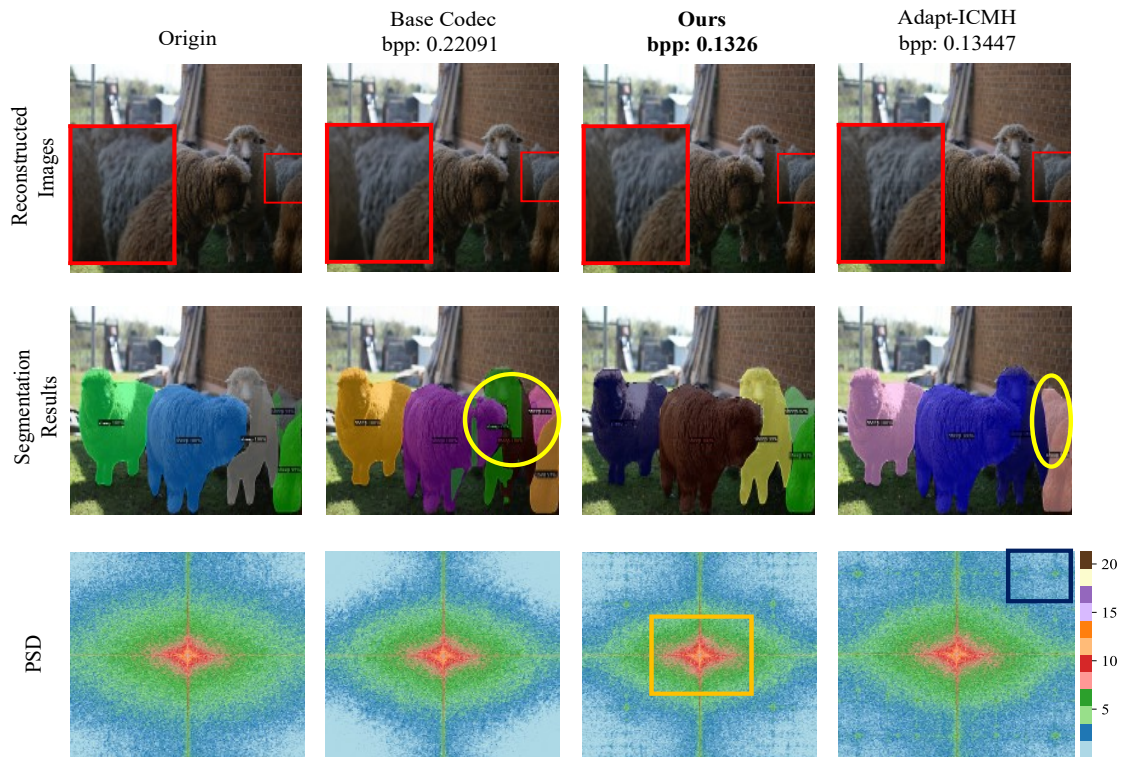 Origin
Base Codec
bpp: 0.22091
Ours
bpp: 0.1326
Adapt-ICMH
bpp: 0.13447
Reconstructed
Images
Segmentation
Results
PSD
20
15
10
5